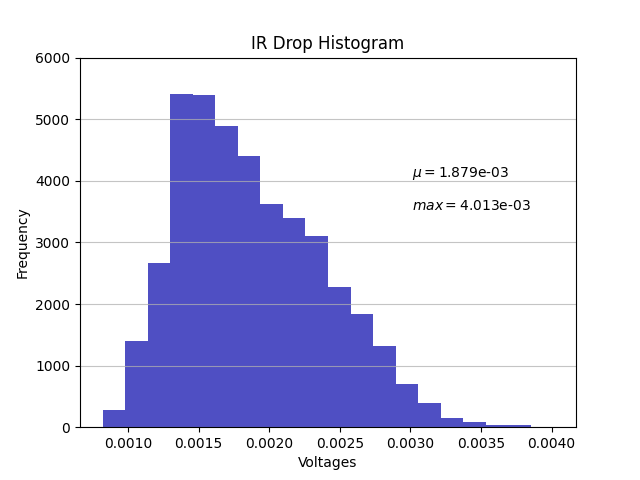 IR Drop Histogram
6000
5000
4000
3000
2000
1000
0
Frequency
μ = 1.879e-03
max = 4.013e-03
0.0010 0.0015 0.0020 0.0025 0.0030 0.0035 0.0040
Voltages